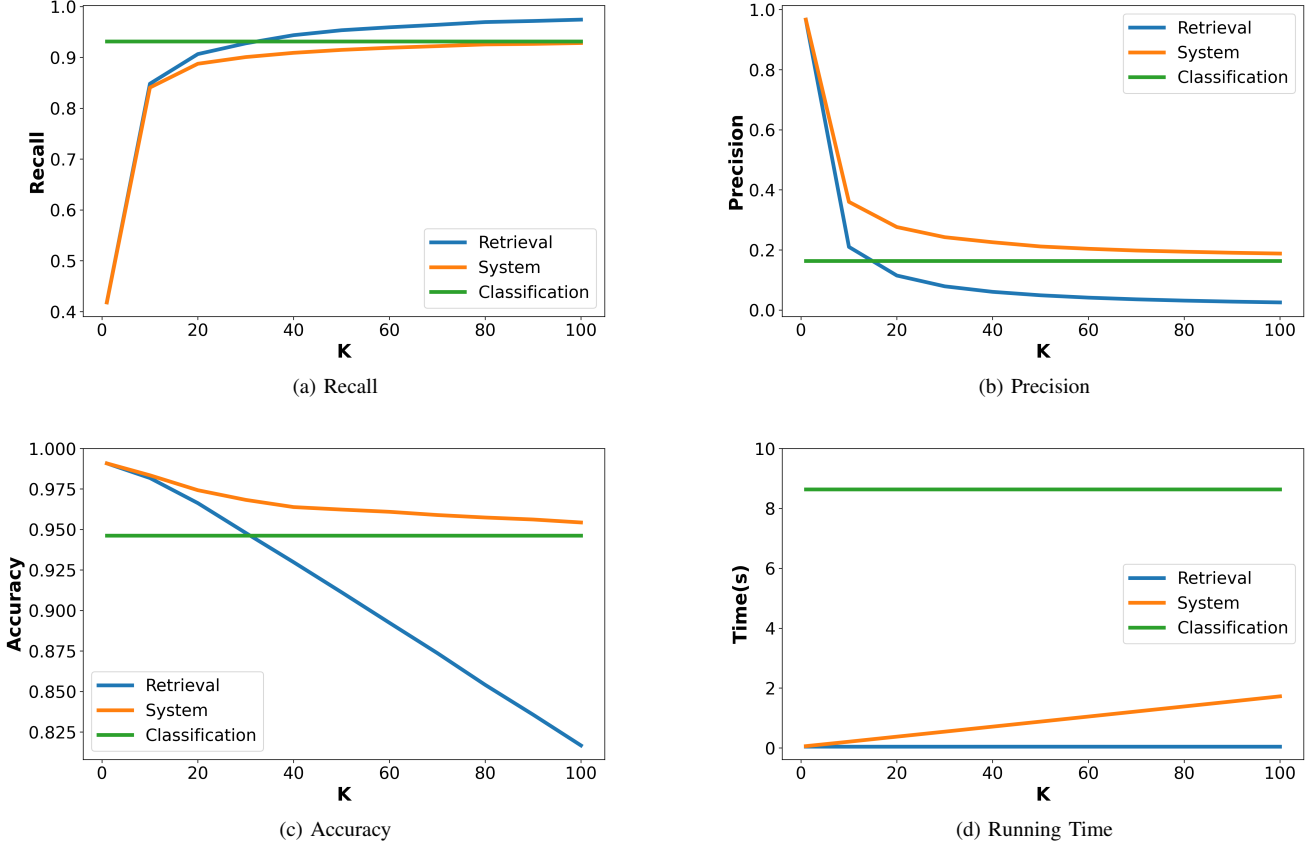 1.0
0.9
0.8
0.7
0.6
0.5
0.4
Recall
Retrieval
System
Classification
0 20 40 60 80 100
K
(a) Recall
1.0
0.8
0.6
0.4
0.2
0.0
Precision
Retrieval
System
Classification
0 20 40 60 80 100
K
(b) Precision
1.000
0.975
0.950
0.925
0.900
0.875
0.850
0.825
Accuracy
Retrieval
System
Classification
0 20 40 60 80 100
K
(c) Accuracy
10
8
6
4
2
0
Time(s)
Retrieval
System
Classification
0 20 40 60 80 100
K
(d) Running Time